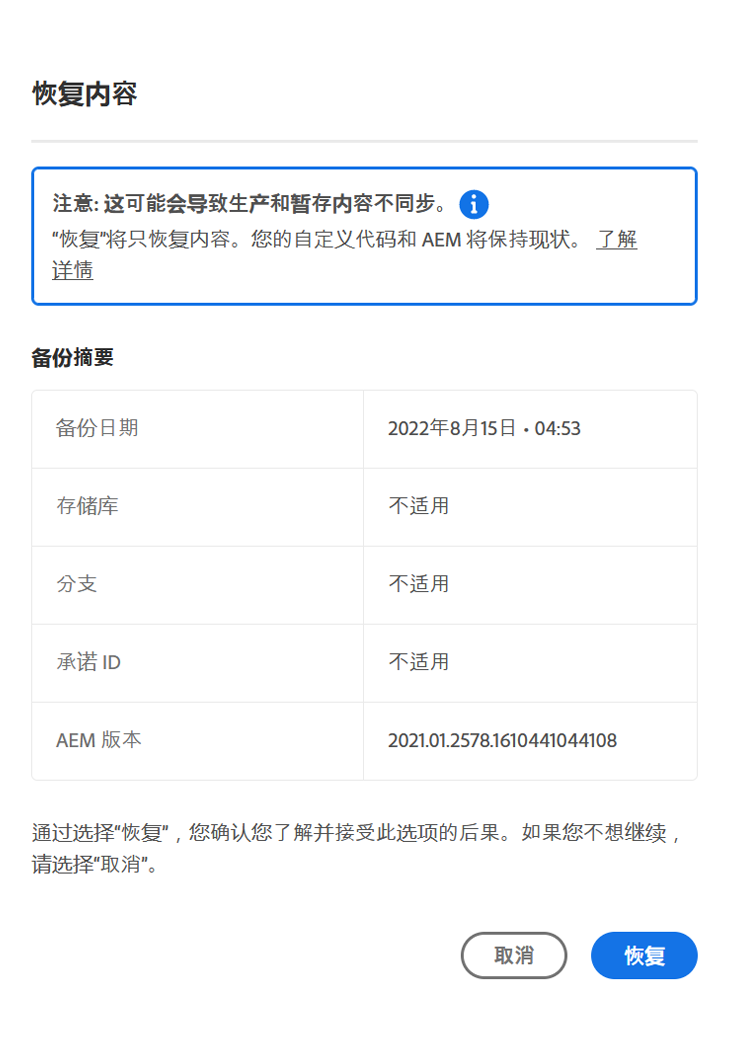 恢复内容
注意: 这可能会导致生产和暂存内容不同步。
“恢复”将只恢复内容。您的自定义代码和 AEM 将保持现状。 了解
详情
备份摘要
备份日期 2022年8月15日 • 04:53
存储库 不适用
分支 不适用
承诺 ID 不适用
AEM 版本 2021.01.2578.1610441044108
通过选择“恢复”，您确认您了解并接受此选项的后果。如果您不想继续，
请选择“取消”。
取消 恢复